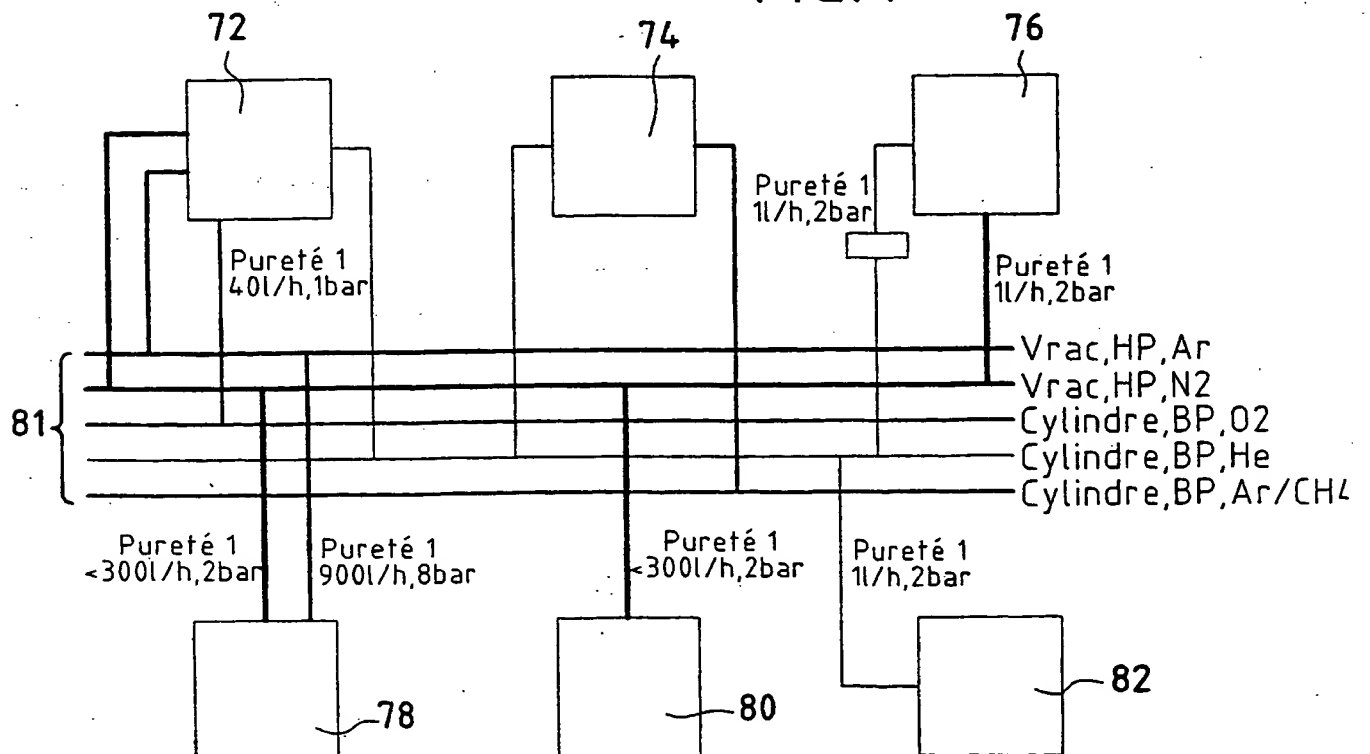 72
74
76
Pureté 1
1l/h,2bar
Pureté 1
40l/h,1bar
Pureté 1
1l/h,2bar
Vrac,HP,Ar
Vrac,HP,N2
81
Cylindre,BP,O2
Cylindre,BP,He
Cylindre,BP,Ar/CH4
Pureté 1
<300l/h,2bar
Pureté 1
900l/h,8bar
Pureté 1
<300l/h,2bar
Pureté 1
1l/h,2bar
78
80
82